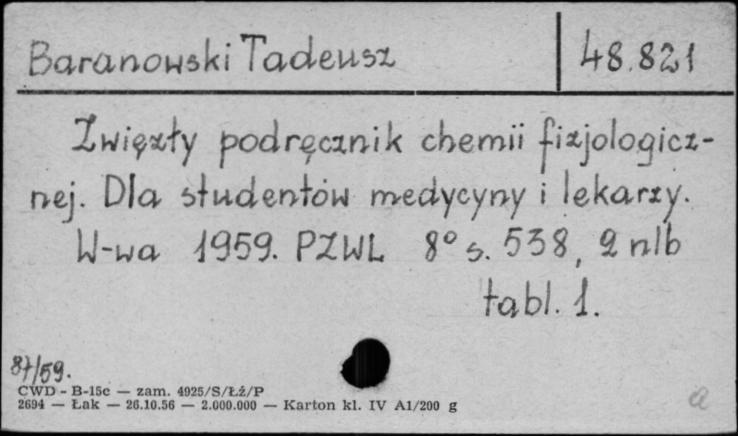 Baranowski Tadeusz 48.821
Zwięzły podręcznik chemii fizjologicz-
nej. Dla studentów medycyny i lekarzy.
W-wa 1959. PZWL 8° s. 538, 2 nlb
tabl. 1.
87/59.
CWD - B-15c — zam. 4925/S/Łź/P
2694 — Łak — 26.10.56 — 2.000.000 — Karton kl. IV A1/200 g
a